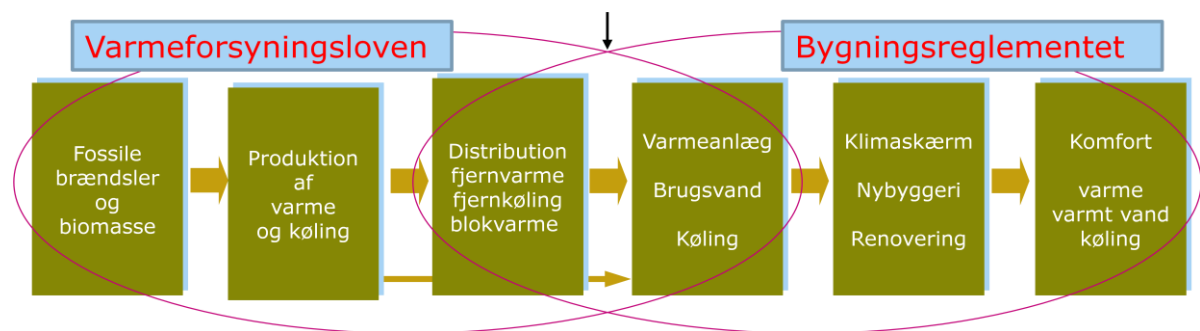 Varmeforsyningsloven
Bygningsreglementet
Fossile
brændsler
og
biomasse
Produktion
af
varme
og køling
Distribution
fjernvarme
fjernkøling
blokvarme
Varmeanlæg
Brugsvand
Køling
Klimaskærm
Nybyggeri
Renovering
Komfort
varme
varmt vand
køling